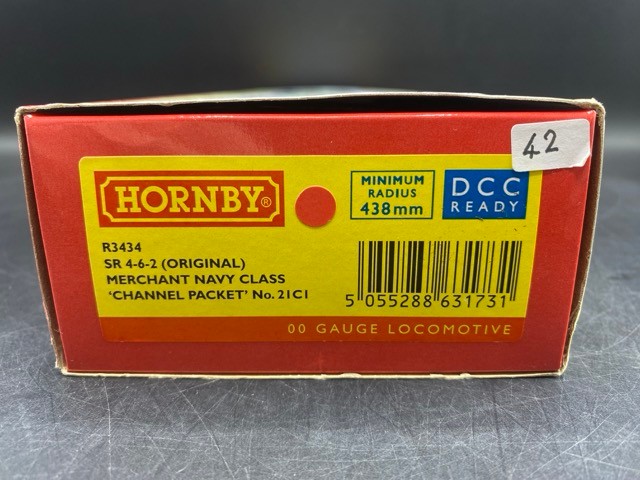 42
HORNBY®
MINIMUM
RADIUS
438mm
DCC
READY
R3434
SR 4-6-2 (ORIGINAL)
MERCHANT NAVY CLASS
'CHANNEL PACKET' No. 21C1
5 055288 631731
00 GAUGE LOCOMOTIVE